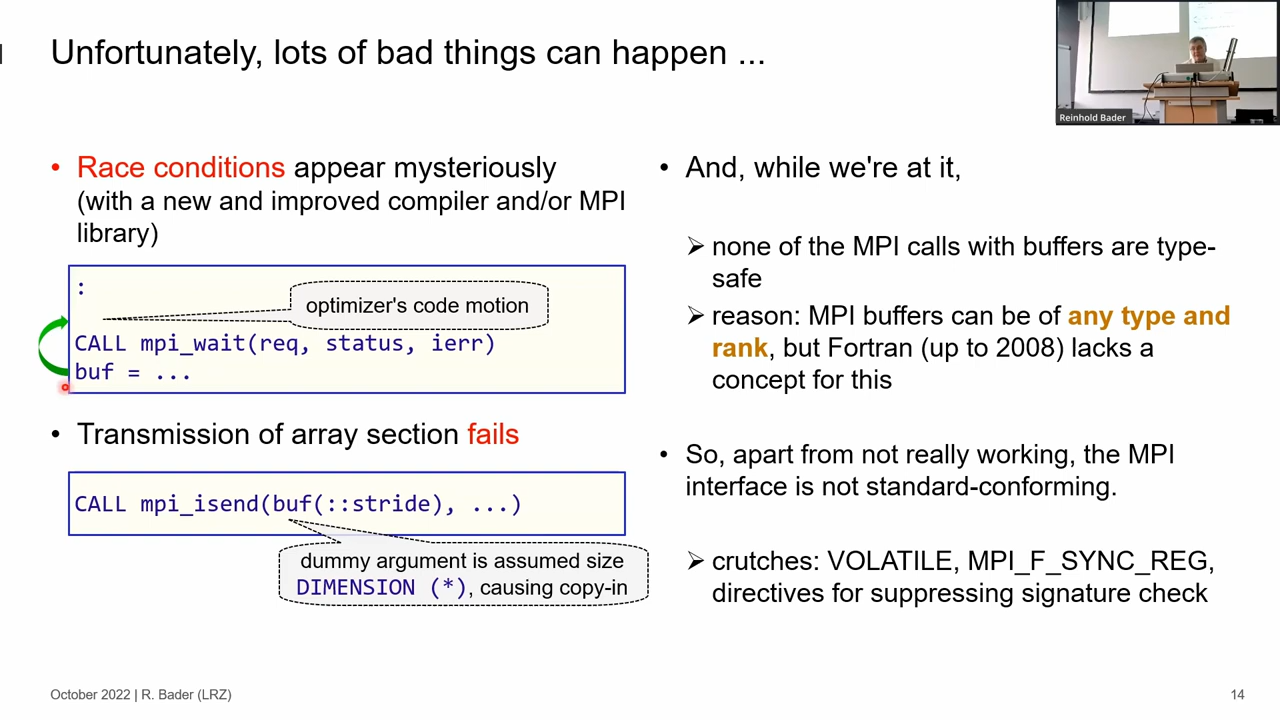 Unfortunately, lots of bad things can happen ...
Reinhold Bader
• Race conditions appear mysteriously
(with a new and improved compiler and/or MPI
library)
:
optimizer's code motion
CALL mpi_wait(req, status, ierr)
buf = ...
• Transmission of array section fails
CALL mpi_isend(buf(::stride), ...)
dummy argument is assumed size
DIMENSION (*), causing copy-in
• And, while we're at it,
➢ none of the MPI calls with buffers are type-
safe
➢ reason: MPI buffers can be of any type and
rank, but Fortran (up to 2008) lacks a
concept for this
• So, apart from not really working, the MPI
interface is not standard-conforming.
➢ crutches: VOLATILE, MPI_F_SYNC_REG,
directives for suppressing signature check
October 2022 | R. Bader (LRZ)
14